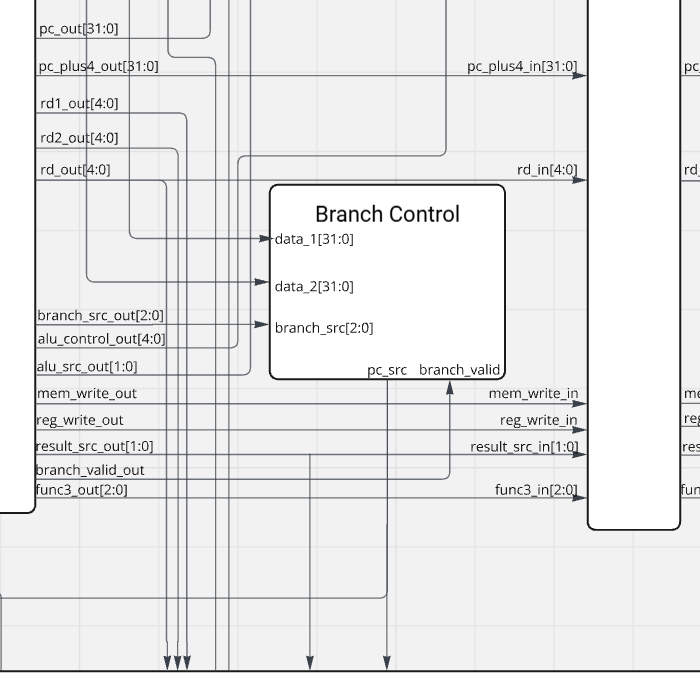 pc_out[31:0]
pc_plus4_out[31:0]
pc_plus4_in[31:0]
pc_
rd1_out[4:0]
rd2_out[4:0]
rd_out[4:0]
rd_in[4:0]
rd_
Branch Control
data_1[31:0]
data_2[31:0]
branch_src_out[2:0]
branch_src[2:0]
alu_control_out[4:0]
alu_src_out[1:0]
pc_src
branch_valid
mem_write_out
mem_write_in
me
reg_write_out
reg_write_in
reg
result_src_out[1:0]
result_src_in[1:0]
res
branch_valid_out
func3_out[2:0]
func3_in[2:0]
fun